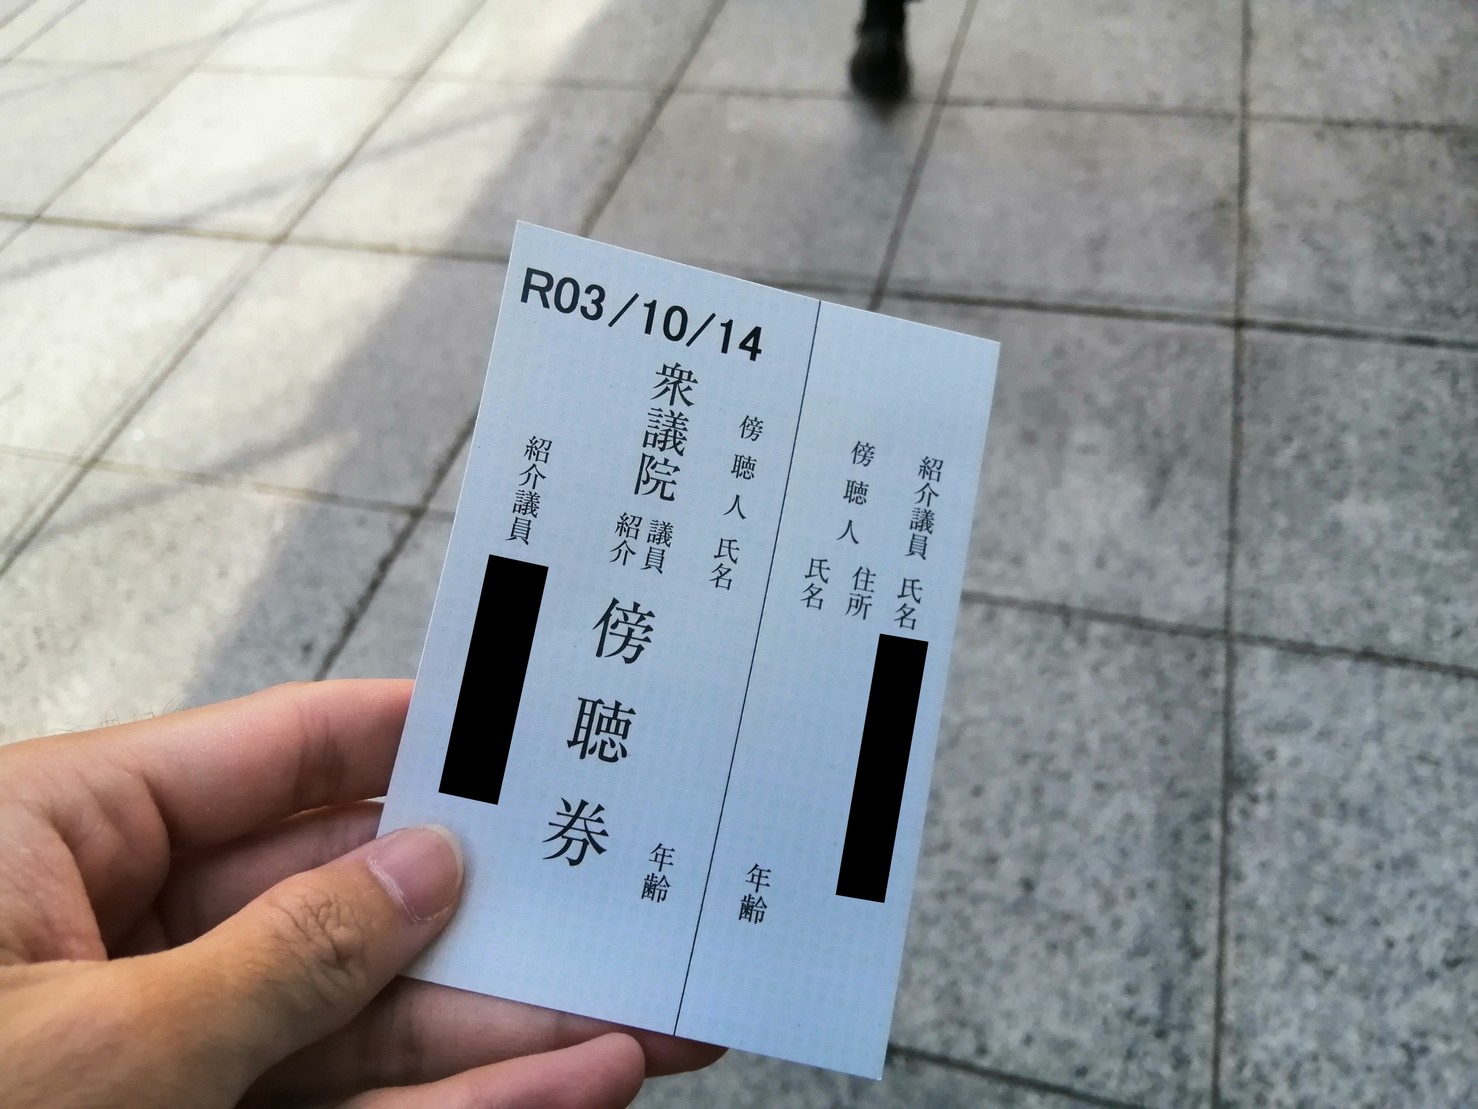 R03/10/14
紹介議員 氏名
傍聴人 住所
氏名
年齢
傍聴人 氏名
年齢
衆議院 議員紹介 傍聴券
紹介議員